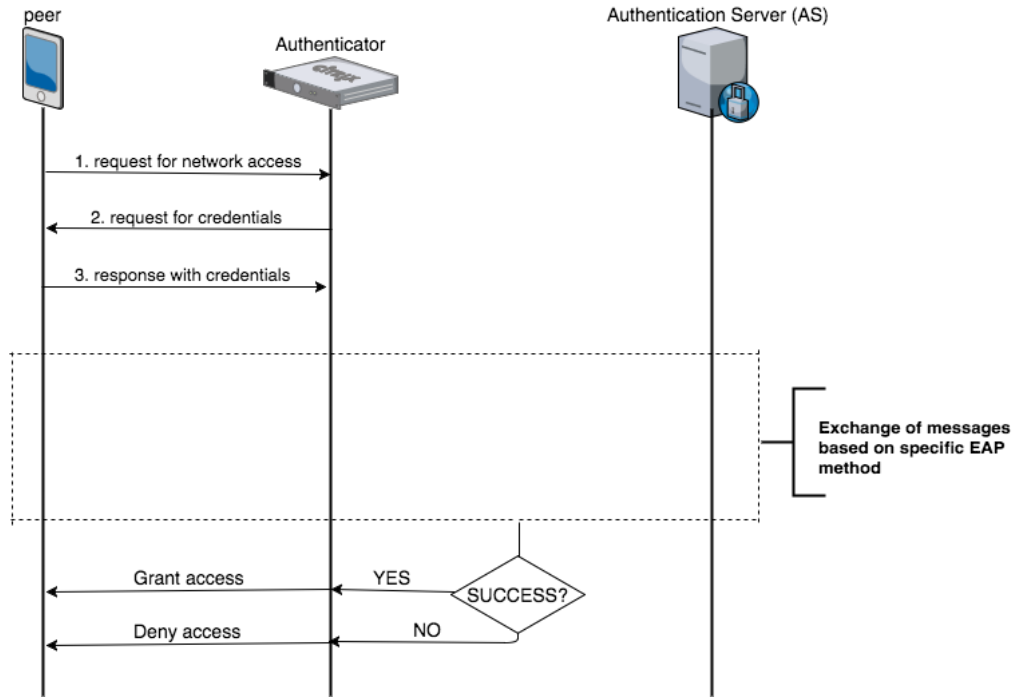 peer
Authentication Server (AS)
Authenticator
citrix
1. request for network access
2. request for credentials
3. response with credentials
Exchange of messages
based on specific EAP
method
Grant access
YES
SUCCESS?
Deny access
NO